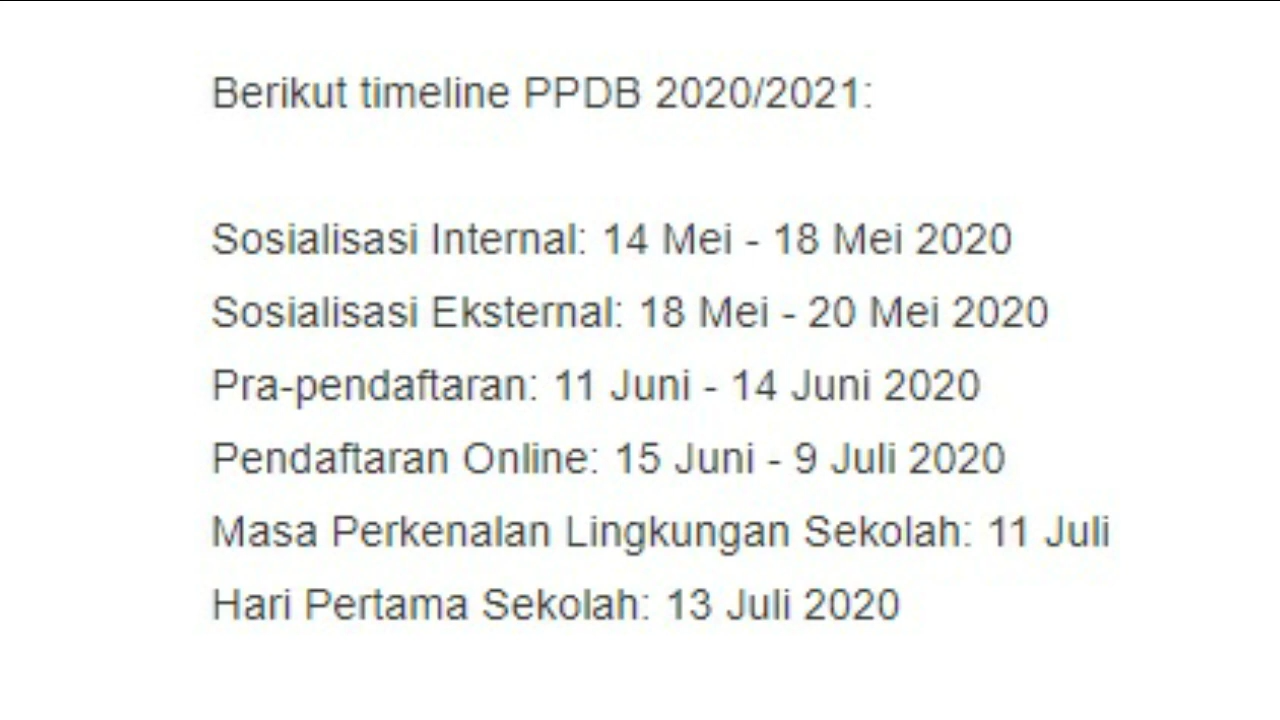 Berikut timeline PPDB 2020/2021:
Sosialisasi Internal: 14 Mei - 18 Mei 2020
Sosialisasi Eksternal: 18 Mei - 20 Mei 2020
Pra-pendaftaran: 11 Juni - 14 Juni 2020
Pendaftaran Online: 15 Juni - 9 Juli 2020
Masa Perkenalan Lingkungan Sekolah: 11 Juli
Hari Pertama Sekolah: 13 Juli 2020